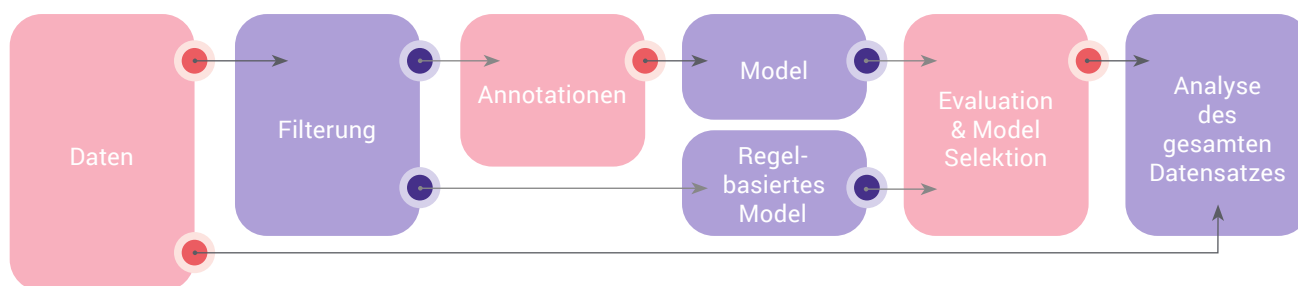 Daten
Filterung
Annotationen
Model
Regel-
basiertes
Model
Evaluation
& Model
Selektion
Analyse
des
gesamten
Datensatzes